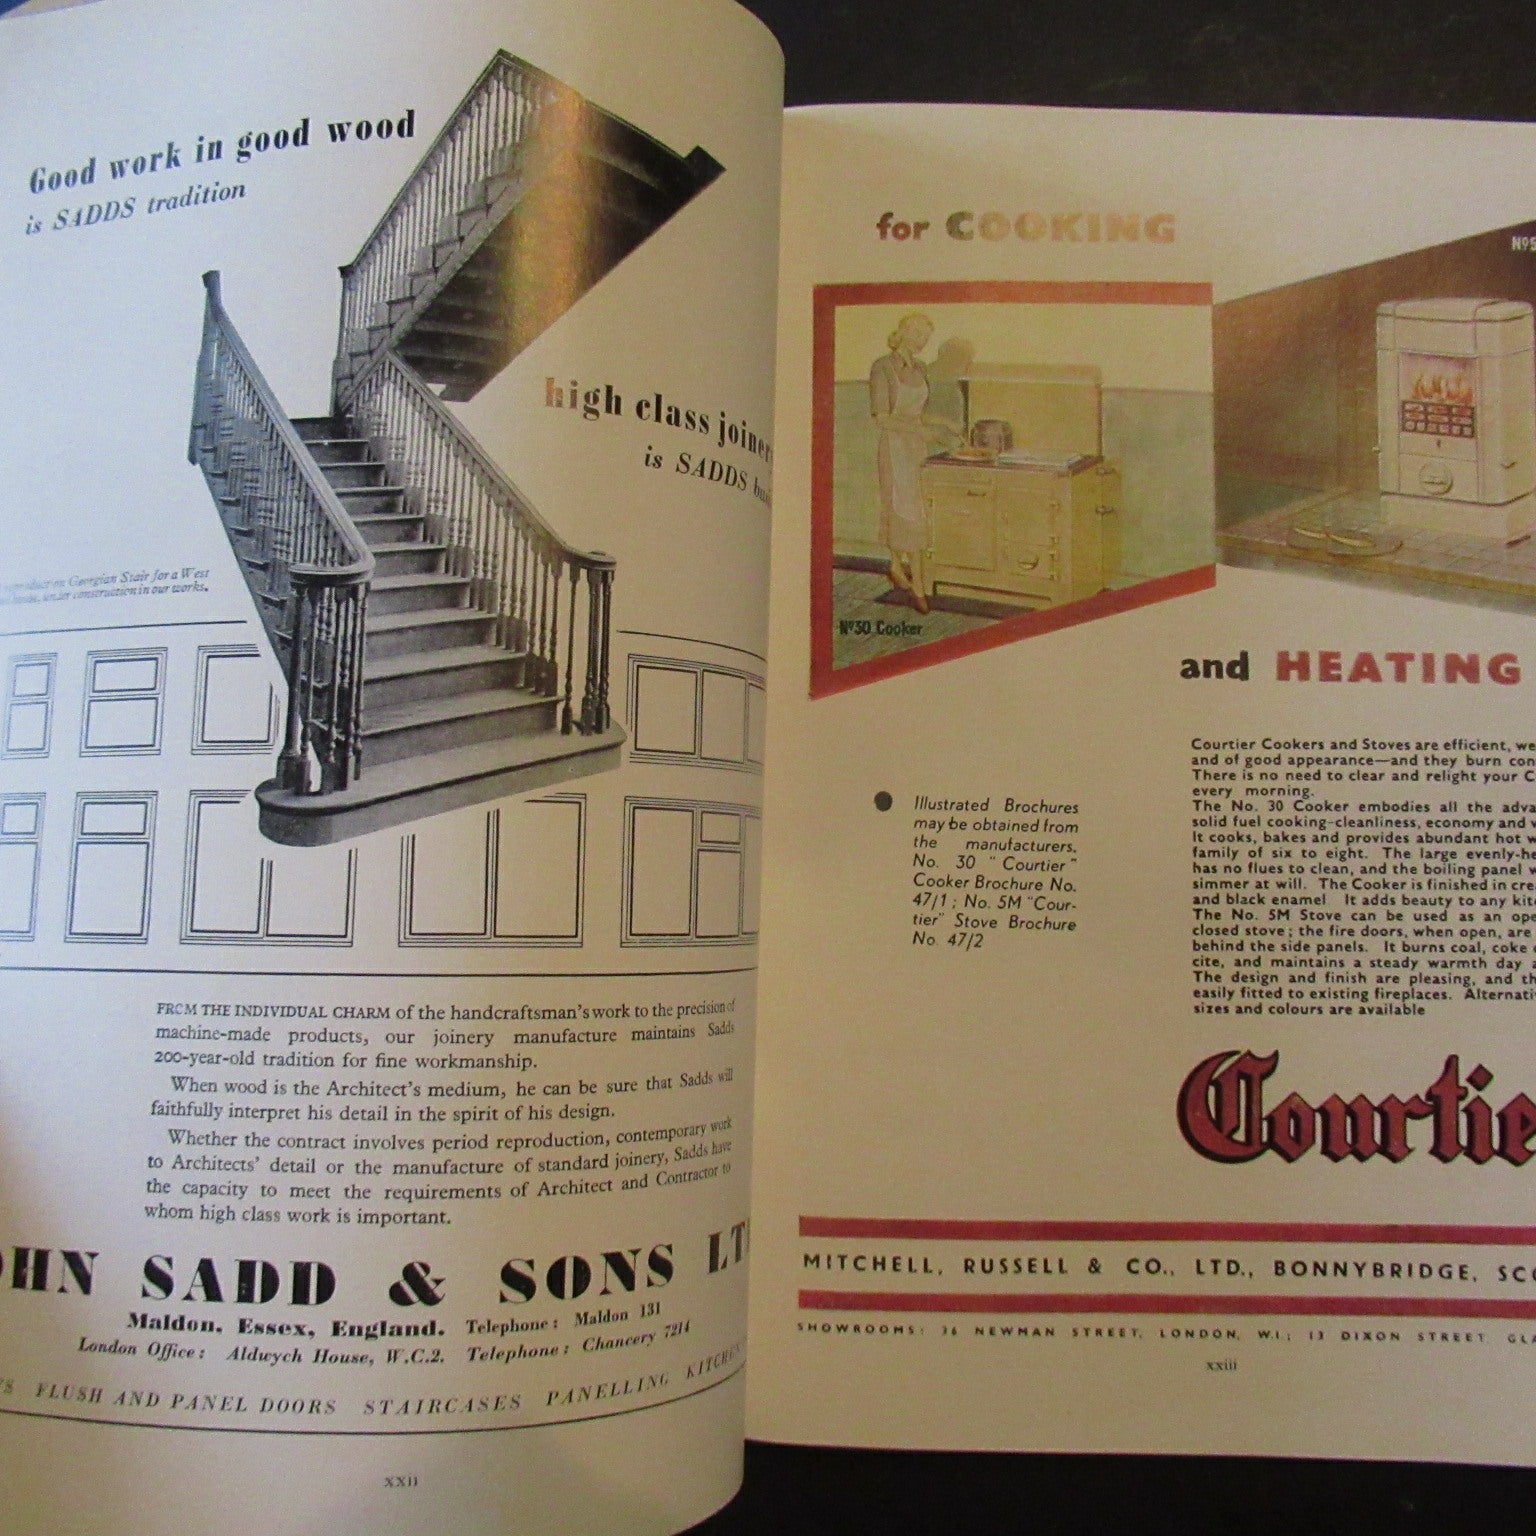 Good work in good wood
is SADDS tradition
high class joiner
is SADDS
Georgian Stair for a West
under construction in our works.
FROM THE INDIVIDUAL CHARM of the handcraftsman's work to the precision of
machine-made products, our joinery manufacture maintains Sadds
200-year-old tradition for fine workmanship.
When wood is the Architect's medium, he can be sure that Sadds will
faithfully interpret his detail in the spirit of his design.
Whether the contract involves period reproduction, contemporary work
to Architects' detail or the manufacture of standard joinery, Sadds have
the capacity to meet the requirements of Architect and Contractor to
whom high class work is important.
OHN SADD & SONS LT
Maldon, Essex, England. Telephone: Maldon 131
London Office: Aldwych House, W.C.2. Telephone: Chancery 7214
FLUSH AND PANEL DOORS STAIRCASES PANELLING KITCHEN
xxii
for COOKING
Nº5
Nº30 Cooker
and HEATING
Illustrated Brochures
may be obtained from
the manufacturers.
No. 30 "Courtier"
Cooker Brochure No.
47/1; No. 5M "Cour-
tier" Stove Brochure
No. 47/2
Courtier Cookers and Stoves are efficient, we
and of good appearance—and they burn con
There is no need to clear and relight your C
every morning.
The No. 30 Cooker embodies all the adva
solid fuel cooking-cleanliness, economy and v
It cooks, bakes and provides abundant hot w
family of six to eight. The large evenly-he
has no flues to clean, and the boiling panel w
simmer at will. The Cooker is finished in cre
and black enamel It adds beauty to any kitc
The No. 5M Stove can be used as an ope
closed stove; the fire doors, when open, are
behind the side panels. It burns coal, coke
cite, and maintains a steady warmth day a
The design and finish are pleasing, and th
easily fitted to existing fireplaces. Alternati
sizes and colours are available
Courtie
MITCHELL, RUSSELL & CO., LTD., BONNYBRIDGE, SCO
SHOWROOMS: 36 NEWMAN STREET, LONDON, W.1.; 13 DIXON STREET GLA
xxiii